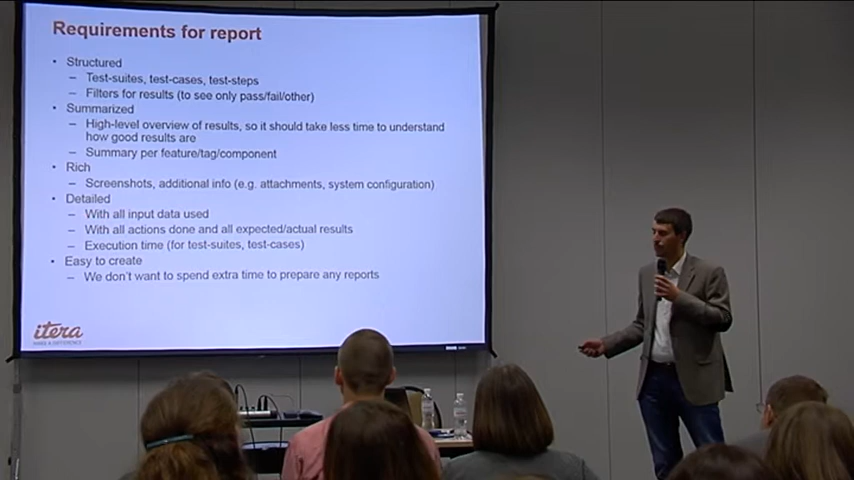 Requirements for report
• Structured
– Test-suites, test-cases, test-steps
– Filters for results (to see only pass/fail/other)
• Summarized
– High-level overview of results, so it should take less time to understand
how good results are
– Summary per feature/tag/component
• Rich
– Screenshots, additional info (e.g. attachments, system configuration)
• Detailed
– With all input data used
– With all actions done and all expected/actual results
– Execution time (for test-suites, test-cases)
• Easy to create
– We don't want to spend extra time to prepare any reports
itera
MAKE A DIFFERENCE